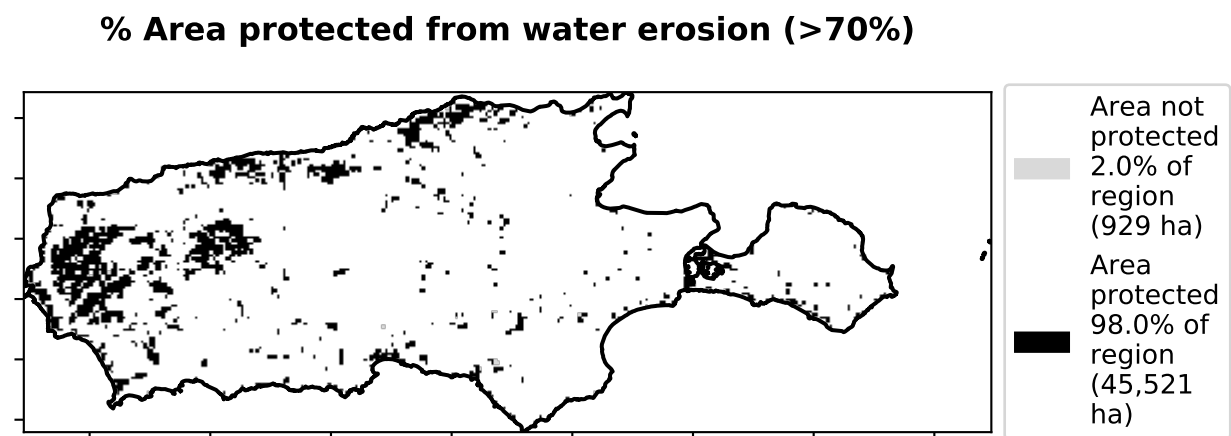 % Area protected from water erosion (>70%)
Area not
protected
2.0% of
region
(929 ha)
Area
protected
98.0% of
region
(45,521
ha)